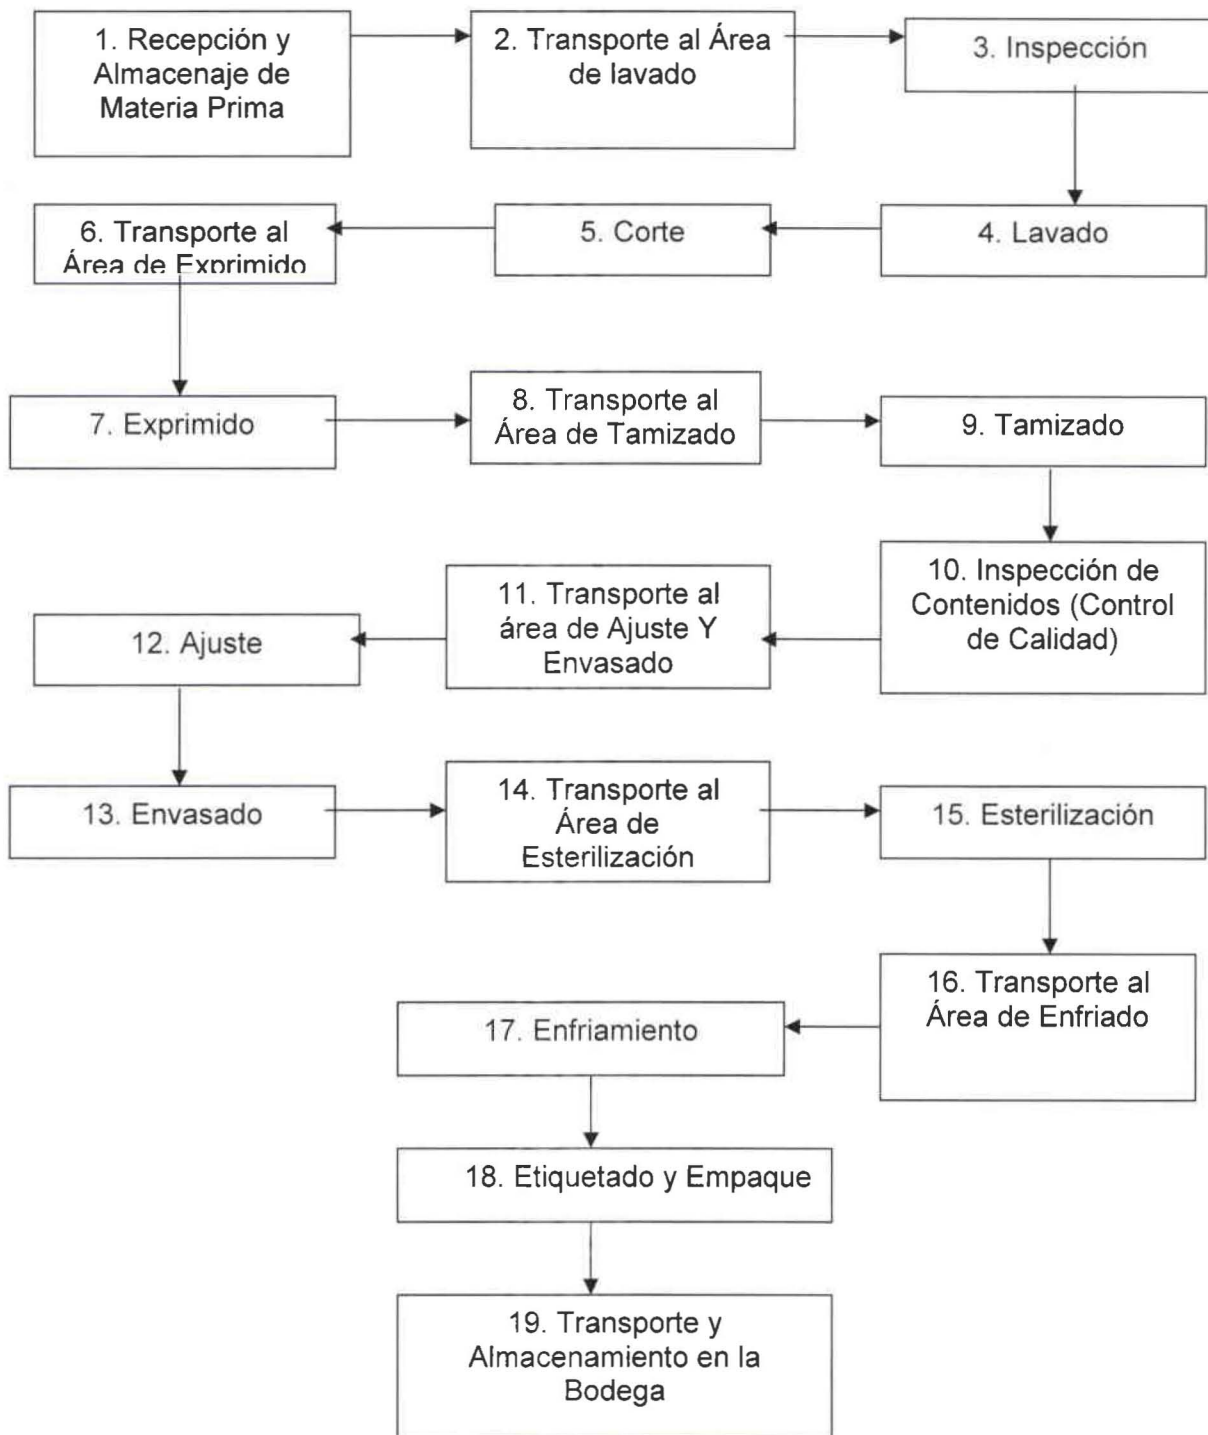 1. Recepción y
Almacenaje de
Materia Prima
2. Transporte al Área
de lavado
3. Inspección
4. Lavado
5. Corte
6. Transporte al
Área de Exprimido
7. Exprimido
8. Transporte al
Área de Tamizado
9. Tamizado
10. Inspección de
Contenidos (Control
de Calidad)
11. Transporte al
área de Ajuste Y
Envasado
12. Ajuste
13. Envasado
14. Transporte al
Área de
Esterilización
15. Esterilización
16. Transporte al
Área de Enfriado
17. Enfriamiento
18. Etiquetado y Empaque
19. Transporte y
Almacenamiento en la
Bodega